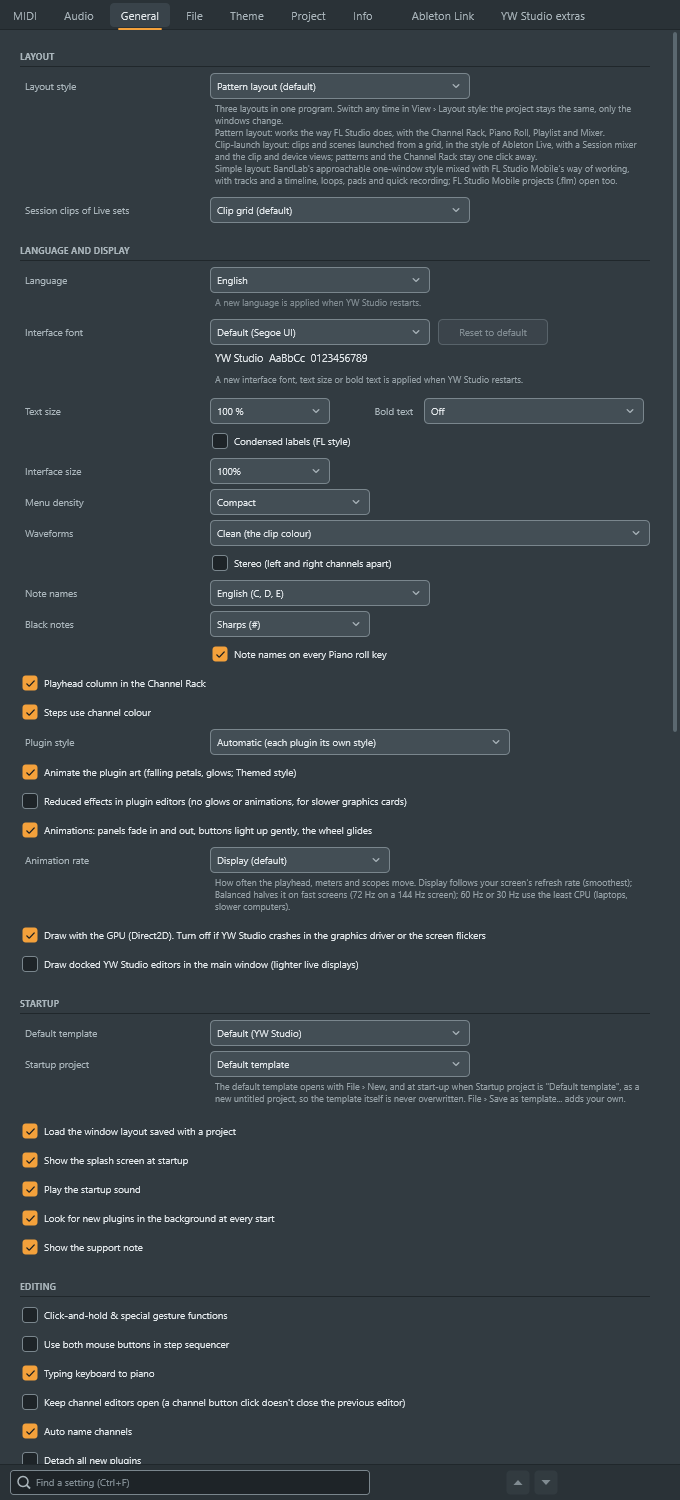 MIDI Audio General File Theme Project Info Ableton Link YW Studio extras
LAYOUT
Layout style Pattern layout (default)
Three layouts in one program. Switch any time in View › Layout style: the project stays the same, only the
windows change.
Pattern layout: works the way FL Studio does, with the Channel Rack, Piano Roll, Playlist and Mixer.
Clip-launch layout: clips and scenes launched from a grid, in the style of Ableton Live, with a Session mixer
and the clip and device views; patterns and the Channel Rack stay one click away.
Simple layout: BandLab's approachable one-window style mixed with FL Studio Mobile's way of working,
with tracks and a timeline, loops, pads and quick recording; FL Studio Mobile projects (.flm) open too.
Session clips of Live sets Clip grid (default)
LANGUAGE AND DISPLAY
Language English
A new language is applied when YW Studio restarts.
Interface font Default (Segoe UI) Reset to default
YW Studio AaBbCc 0123456789
A new interface font, text size or bold text is applied when YW Studio restarts.
Text size 100 % Bold text Off
Condensed labels (FL style)
Interface size 100%
Menu density Compact
Waveforms Clean (the clip colour)
Stereo (left and right channels apart)
Note names English (C, D, E)
Black notes Sharps (#)
Note names on every Piano roll key
Playhead column in the Channel Rack
Steps use channel colour
Plugin style Automatic (each plugin its own style)
Animate the plugin art (falling petals, glows; Themed style)
Reduced effects in plugin editors (no glows or animations, for slower graphics cards)
Animations: panels fade in and out, buttons light up gently, the wheel glides
Animation rate Display (default)
How often the playhead, meters and scopes move. Display follows your screen's refresh rate (smoothest);
Balanced halves it on fast screens (72 Hz on a 144 Hz screen); 60 Hz or 30 Hz use the least CPU (laptops,
slower computers).
Draw with the GPU (Direct2D). Turn off if YW Studio crashes in the graphics driver or the screen flickers
Draw docked YW Studio editors in the main window (lighter live displays)
STARTUP
Default template Default (YW Studio)
Startup project Default template
The default template opens with File › New, and at start-up when Startup project is "Default template", as a
new untitled project, so the template itself is never overwritten. File › Save as template... adds your own.
Load the window layout saved with a project
Show the splash screen at startup
Play the startup sound
Look for new plugins in the background at every start
Show the support note
EDITING
Click-and-hold & special gesture functions
Use both mouse buttons in step sequencer
Typing keyboard to piano
Keep channel editors open (a channel button click doesn't close the previous editor)
Auto name channels
Detach all new plugins
Find a setting (Ctrl+F)